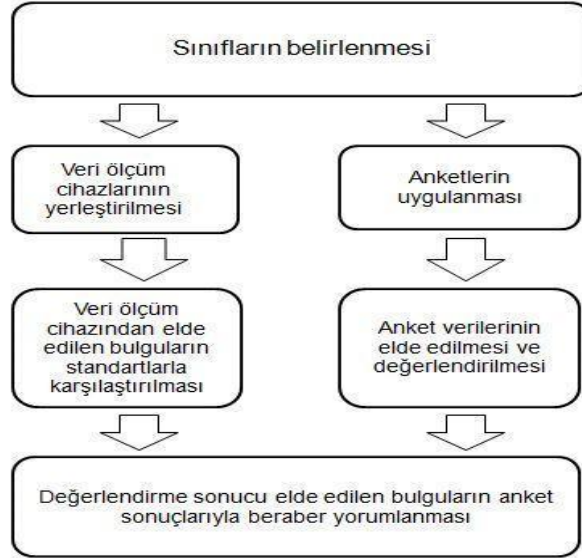 Sınıfların belirlenmesi
Veri ölçüm
cihazlarının
yerleştirilmesi
Anketlerin
uygulanması
Veri ölçüm
cihazından elde
edilen bulguların
standartlarla
karşılaştırılması
Anket verilerinin
elde edilmesi ve
değerlendirilmesi
Değerlendirme sonucu elde edilen bulguların anket
sonuçlarıyla beraber yorumlanması